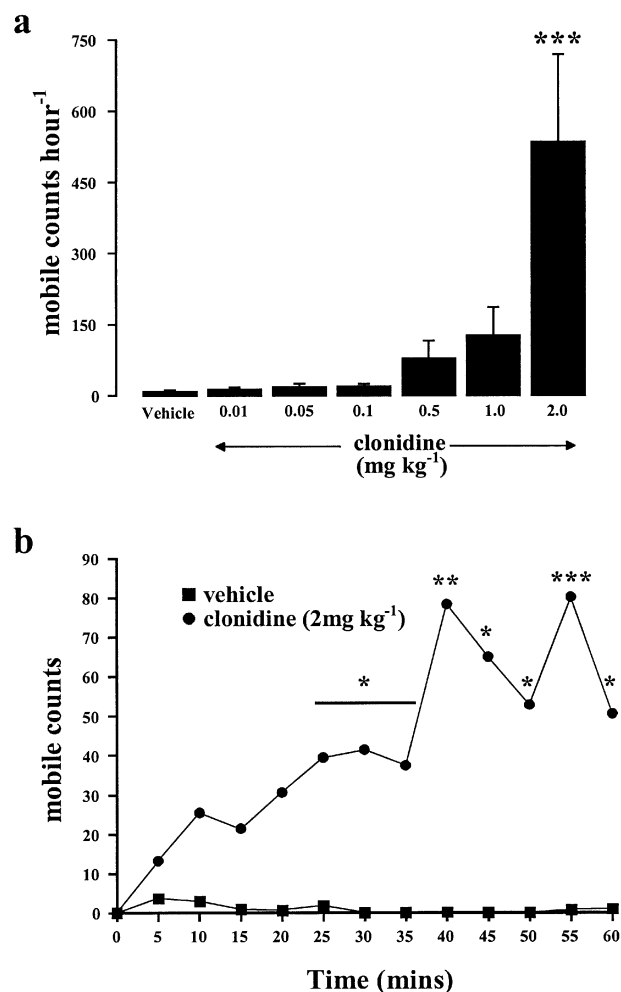 a
mobile counts hour-1
750
600
450
300
150
0
***
Vehicle 0.01 0.05 0.1 0.5 1.0 2.0
clonidine
(mg kg-1)
b
mobile counts
90
80
70
60
50
40
30
20
10
0
vehicle
clonidine (2mg kg-1)
*
**
*
*
***
*
0 5 10 15 20 25 30 35 40 45 50 55 60
Time (mins)